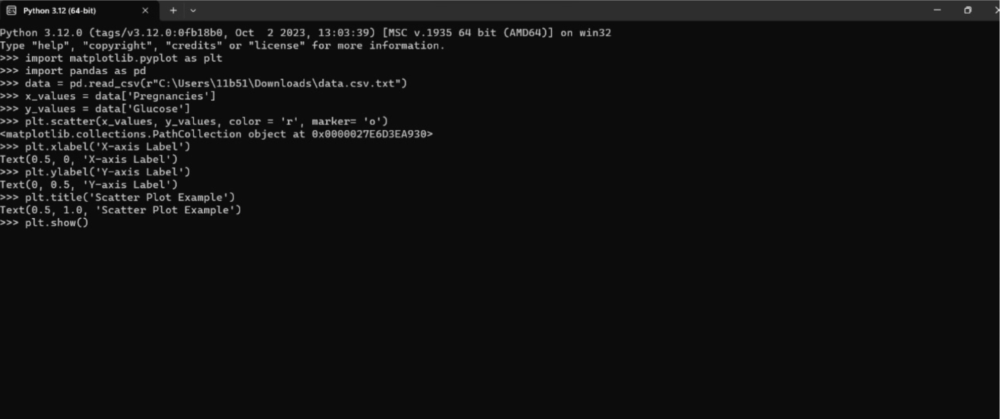 Python 3.12 (64-bit)
Python 3.12.0 (tags/v3.12.0:0fb18b0, Oct  2 2023, 13:03:39) [MSC v.1935 64 bit (AMD64)] on win32
Type "help", "copyright", "credits" or "license" for more information.
>>> import matplotlib.pyplot as plt
>>> import pandas as pd
>>> data = pd.read_csv(r"C:\Users\11b51\Downloads\data.csv.txt")
>>> x_values = data['Pregnancies']
>>> y_values = data['Glucose']
>>> plt.scatter(x_values, y_values, color = 'r', marker= 'o')
<matplotlib.collections.PathCollection object at 0x0000027E6D3EA930>
>>> plt.xlabel('X-axis Label')
Text(0.5, 0, 'X-axis Label')
>>> plt.ylabel('Y-axis Label')
Text(0, 0.5, 'Y-axis Label')
>>> plt.title('Scatter Plot Example')
Text(0.5, 1.0, 'Scatter Plot Example')
>>> plt.show()